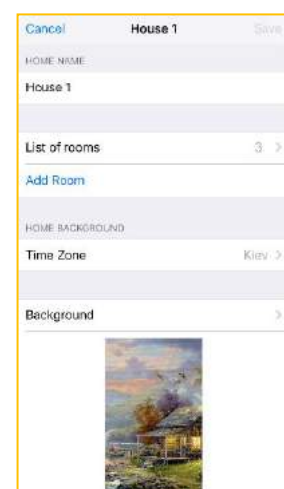 Cancel House 1 Save
HOME NAME
House 1
List of rooms 3 >
Add Room
HOME BACKGROUND
Time Zone Kiev >
Background >